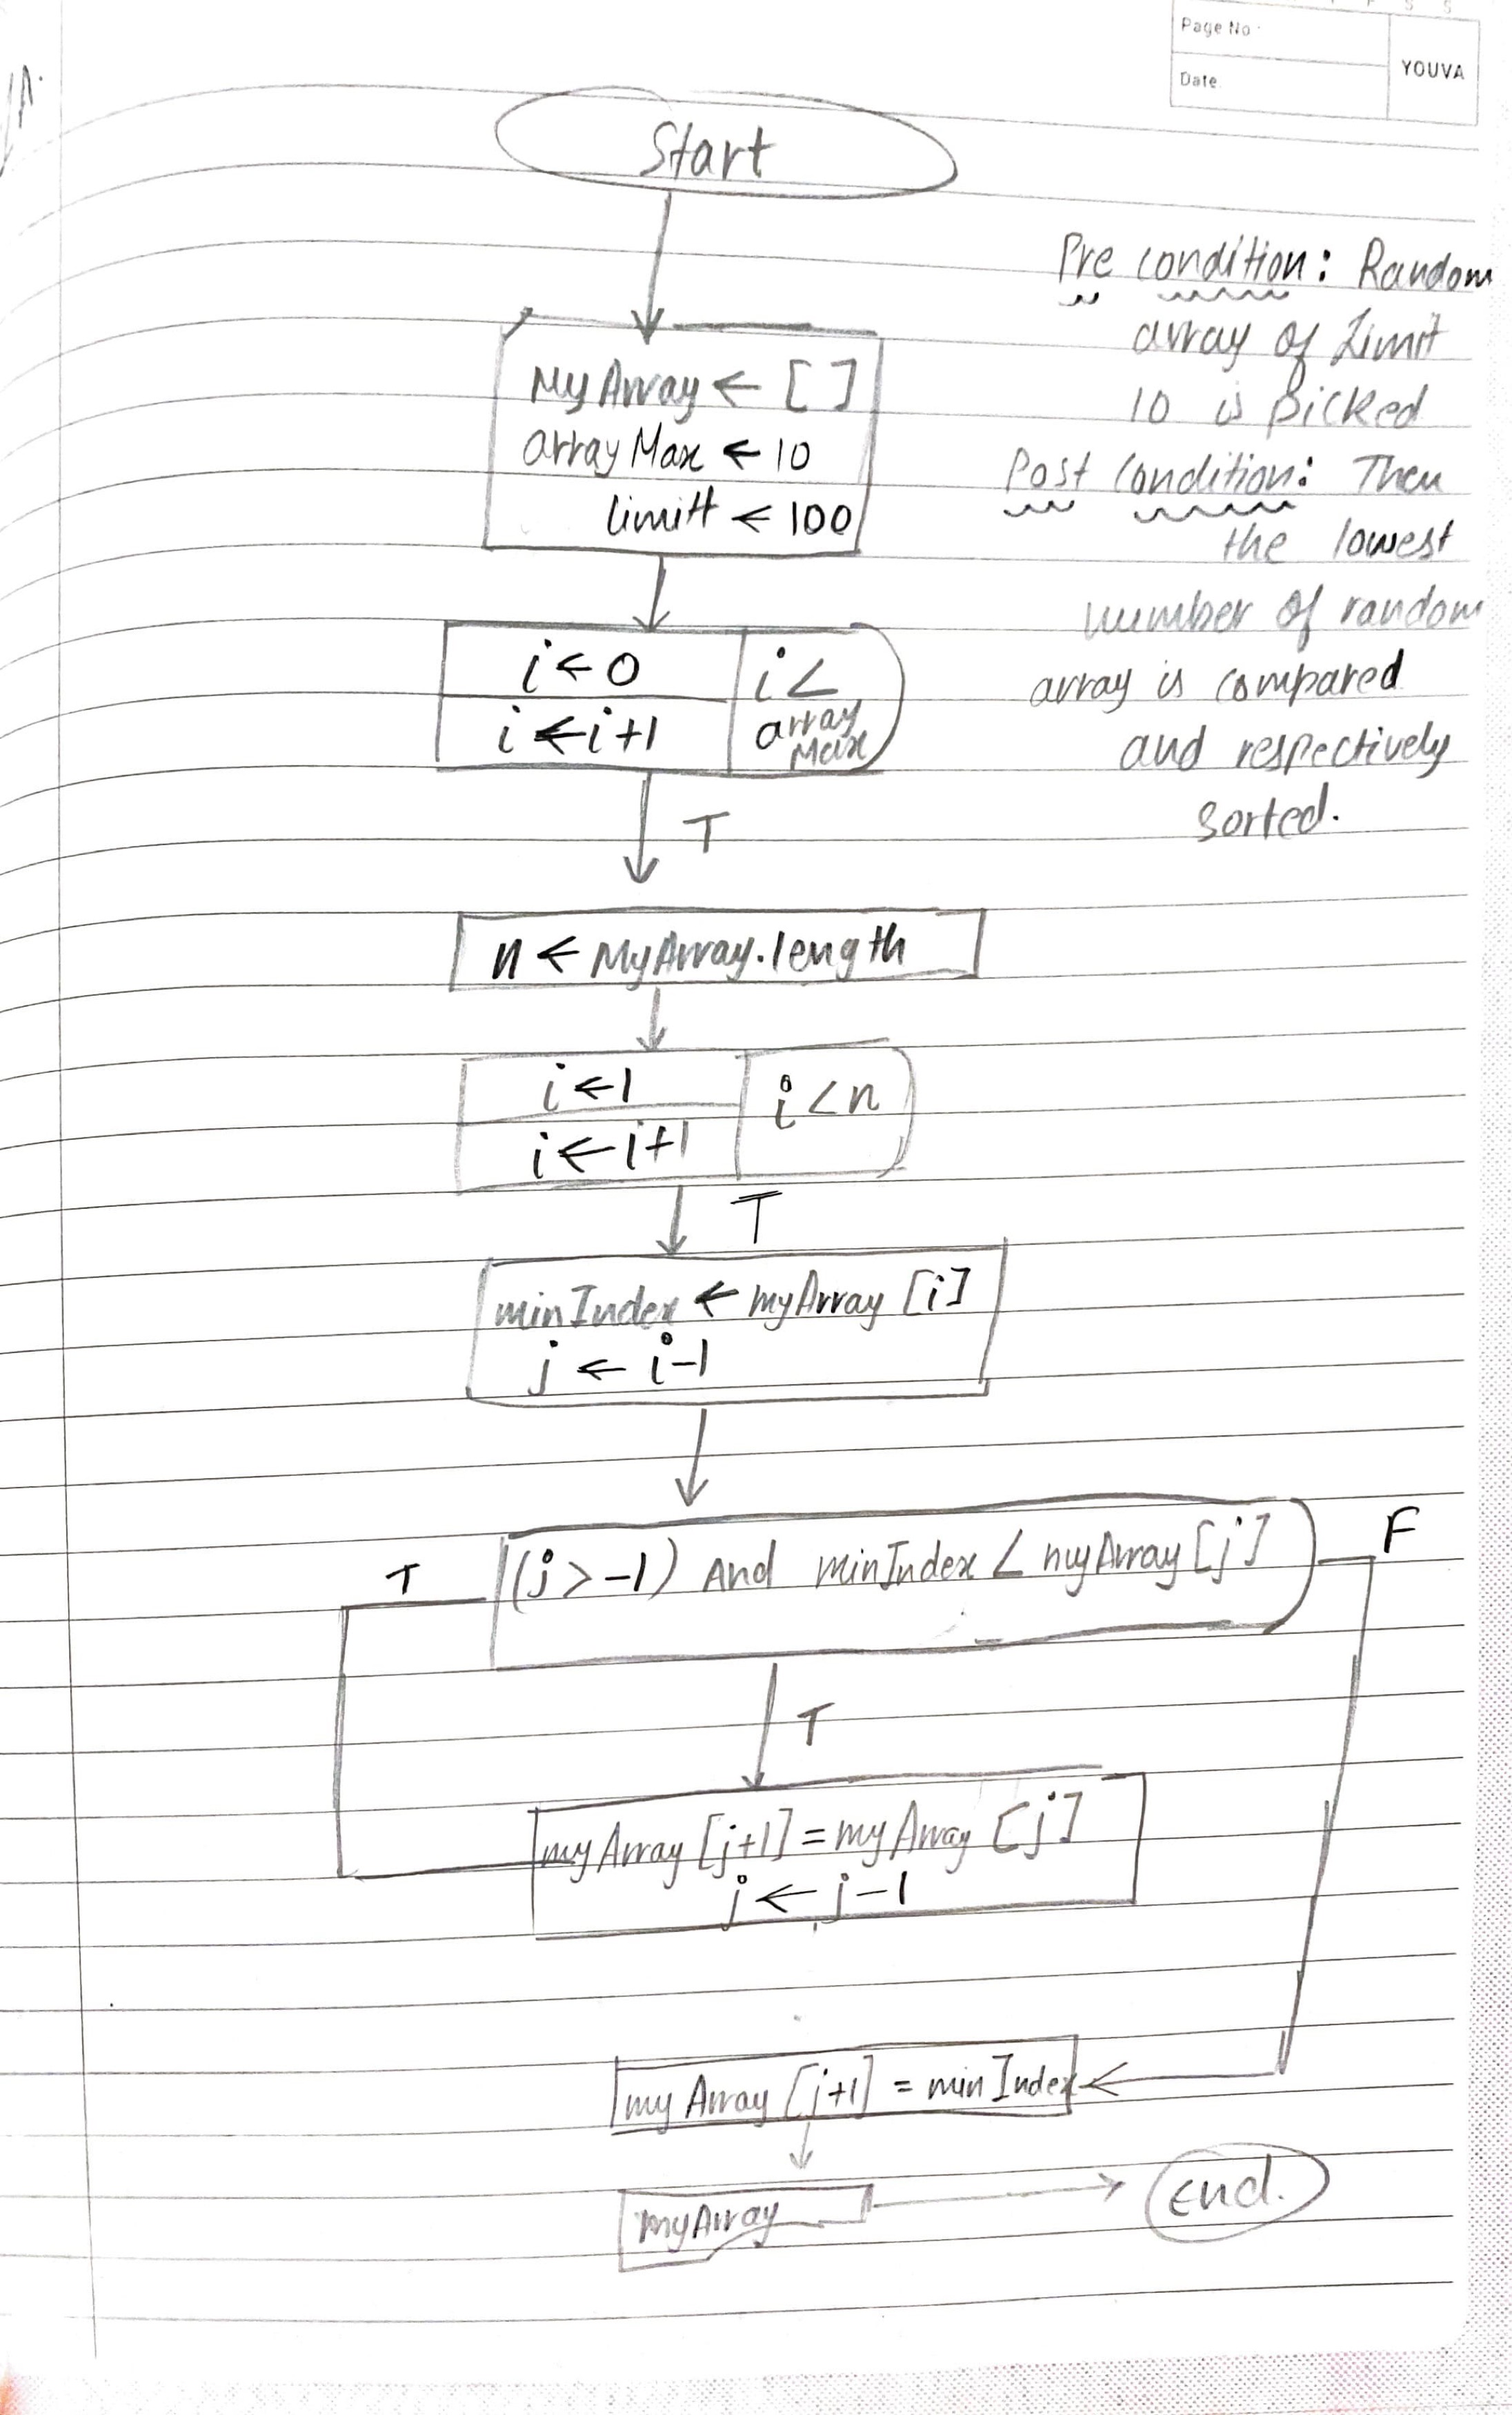 Page No
Date
YOUVA
Start
Pre condition: Random
array of Limit
10 is picked
Post condition: Then
the lowest
number of random
array is compared
and respectively
sorted.
MyArray ← [ ]
arrayMax ← 10
limit ← 100
i ← 0
i ← i+1
i <
array
Max
T
n ← MyArray.length
i ← 1
i ← i+1
i < n
T
minIndex ← myArray [i]
j ← i-1
T
(j > -1) And minIndex < myArray [j]
F
T
myArray [j+1] = myArray [j]
j ← j-1
my Array [j+1] = minIndex
myArray
End.